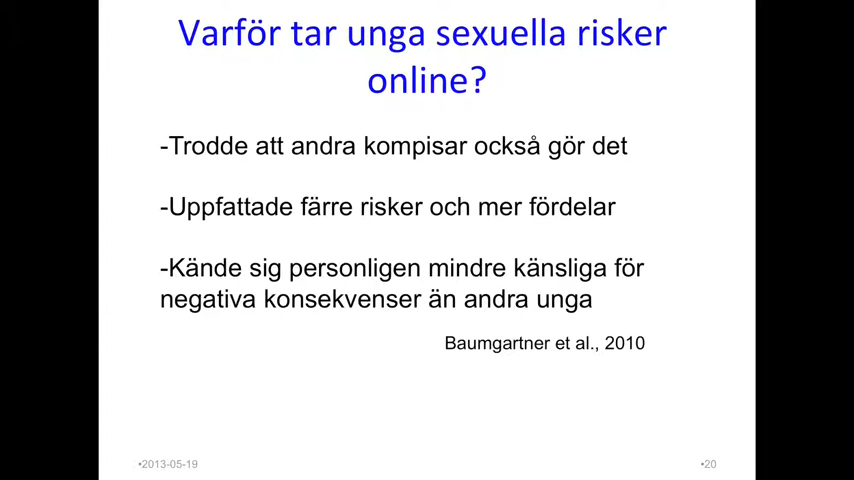 Varför tar unga sexuella risker
online?
-Trodde att andra kompisar också gör det
-Uppfattade färre risker och mer fördelar
-Kände sig personligen mindre känsliga för
negativa konsekvenser än andra unga
Baumgartner et al., 2010
•2013-05-19
•20